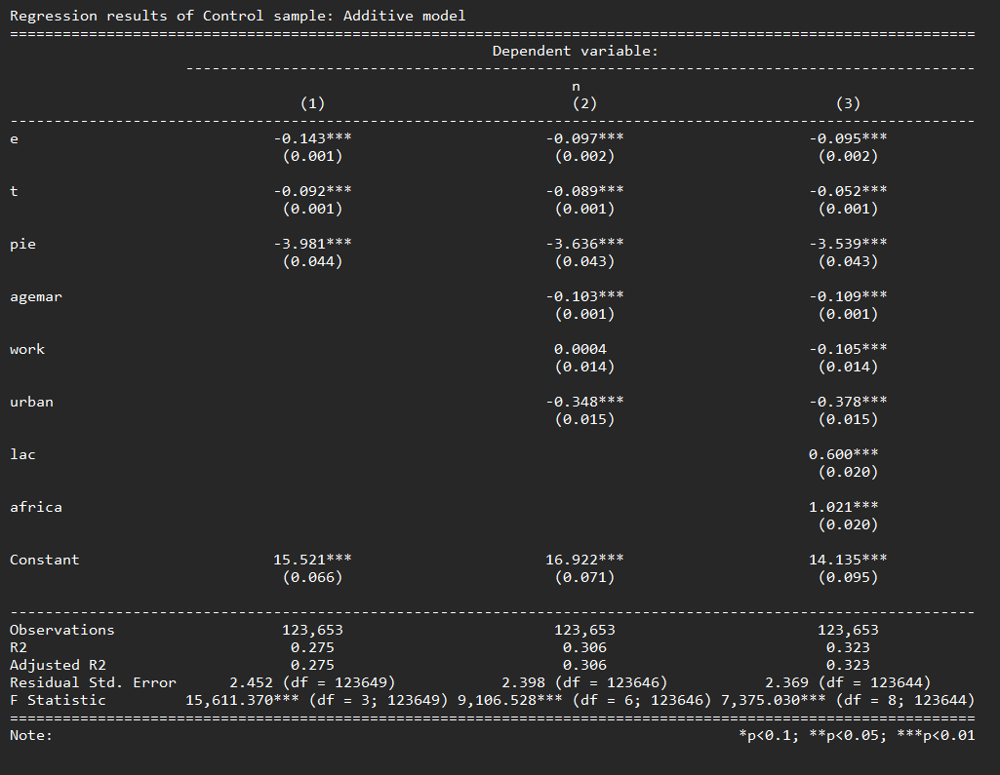 Regression results of Control sample: Additive model
==============================================================================================================
Dependent variable:
------------------------------------------------------------------------------------------
n
(1) (2) (3)
--------------------------------------------------------------------------------------------------------------
e -0.143*** -0.097*** -0.095***
(0.001) (0.002) (0.002)
t -0.092*** -0.089*** -0.052***
(0.001) (0.001) (0.001)
pie -3.981*** -3.636*** -3.539***
(0.044) (0.043) (0.043)
agemar -0.103*** -0.109***
(0.001) (0.001)
work 0.0004 -0.105***
(0.014) (0.014)
urban -0.348*** -0.378***
(0.015) (0.015)
lac 0.600***
(0.020)
africa 1.021***
(0.020)
Constant 15.521*** 16.922*** 14.135***
(0.066) (0.071) (0.095)
--------------------------------------------------------------------------------------------------------------
Observations 123,653 123,653 123,653
R2 0.275 0.306 0.323
Adjusted R2 0.275 0.306 0.323
Residual Std. Error 2.452 (df = 123649) 2.398 (df = 123646) 2.369 (df = 123644)
F Statistic 15,611.370*** (df = 3; 123649) 9,106.528*** (df = 6; 123646) 7,375.030*** (df = 8; 123644)
==============================================================================================================
Note: *p<0.1; **p<0.05; ***p<0.01